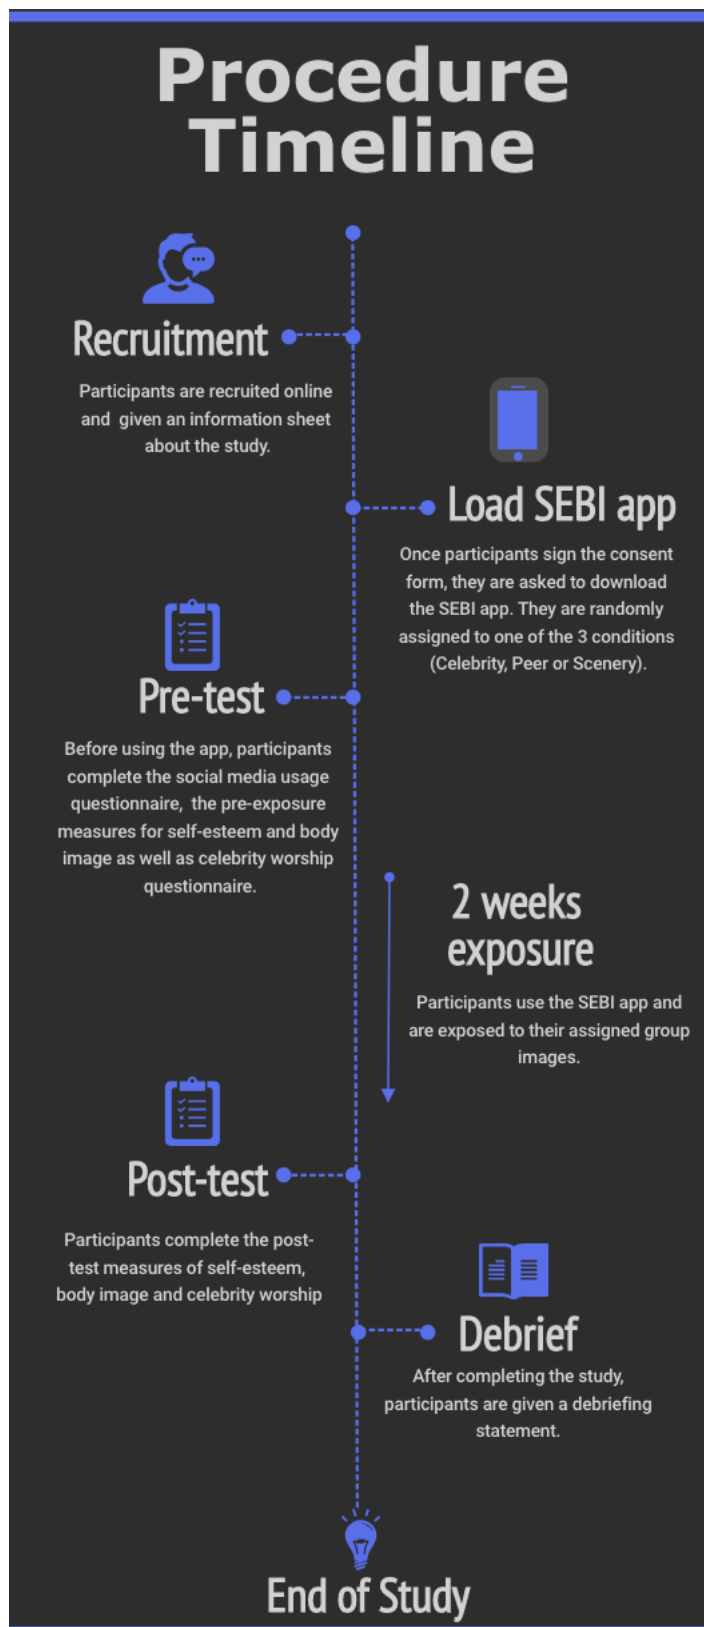 Procedure
Timeline
Recruitment
Participants are recruited online
and  given an information sheet
about the study.
Load SEBI app
Once participants sign the consent
form, they are asked to download
the SEBI app. They are randomly
assigned to one of the 3 conditions
(Celebrity, Peer or Scenery).
Pre-test
Before using the app, participants
complete the social media usage
questionnaire,  the pre-exposure
measures for self-esteem and body
image as well as celebrity worship
questionnaire.
2 weeks
exposure
Participants use the SEBI app and
are exposed to their assigned group
images.
Post-test
Participants complete the post-
test measures of self-esteem,
body image and celebrity worship
Debrief
After completing the study,
participants are given a debriefing
statement.
End of Study